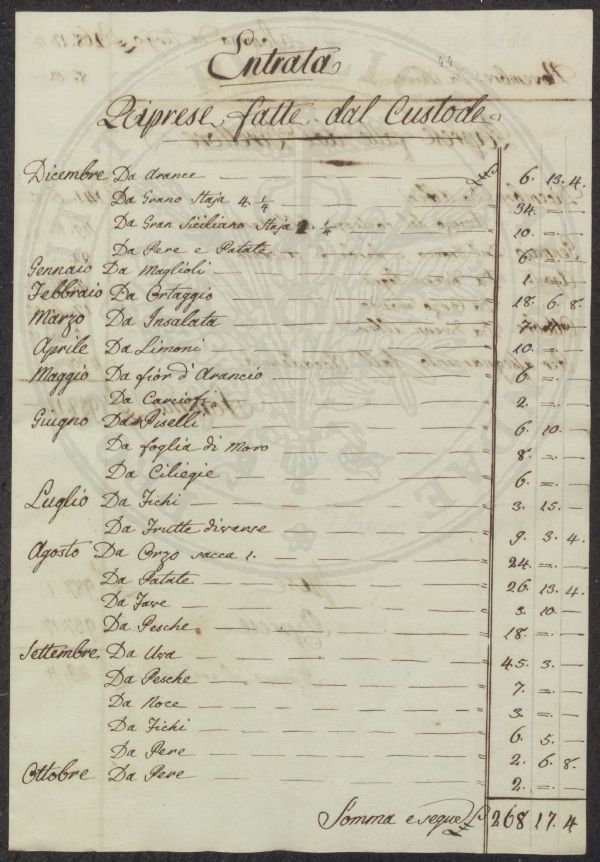 44
Entrata
Riprese fatte dal Custode
Dicembre Da Arance — 6. 13. 4.
Da Grano Staja 4. ¼ — 34. =. —
Da Gran Siciliano Staja ¼ — 10. =. —
Da Pere e Patate — 6. =. —
Gennaio Da Maglioli — 1. =. —
Febbraio Da Ortaggio — 18. 6. 8.
Marzo Da Insalata — 7.
Aprile Da Limoni — 10. =. —
Maggio Da fior d'Arancio — 6. =. —
Da Carciofi — 2. =. —
Giugno Da Piselli — 6. 10. —
Da foglia di Moro — 8. =. —
Da Ciliegie — 6. =. —
Luglio Da Fichi — 3. 15. —
Da Frutte diverse — 9. 3. 4.
Agosto Da Orzo sacca 1. — 24. =. —
Da Patate — 26. 13. 4
Da Fave — 3. 10. —
Da Pesche — 18. =. —
Settembre Da Uva — 45. 3. —
Da Pesche — 7. =. —
Da Noce — 3. =. —
Da Fichi — 6. 5. —
Da Pere — 2. 6. 8.
Ottobre Da Pere — 2. =. —
Somma e segue 268 17. 4